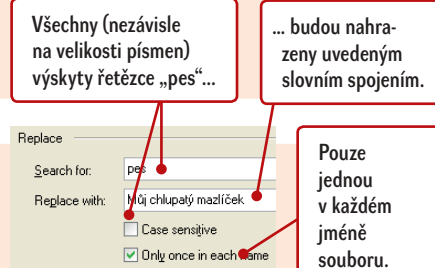 Všechny (nezávisle
na velikosti písmen)
výskyty řetězce „pes“...
... budou nahra-
zeny uvedeným
slovním spojením.
Replace
Search for: pes
Replace with: Můj chlupatý mazlíček
Case sensitive
Only once in each name
Pouze
jednou
v každém
jméně
souboru.